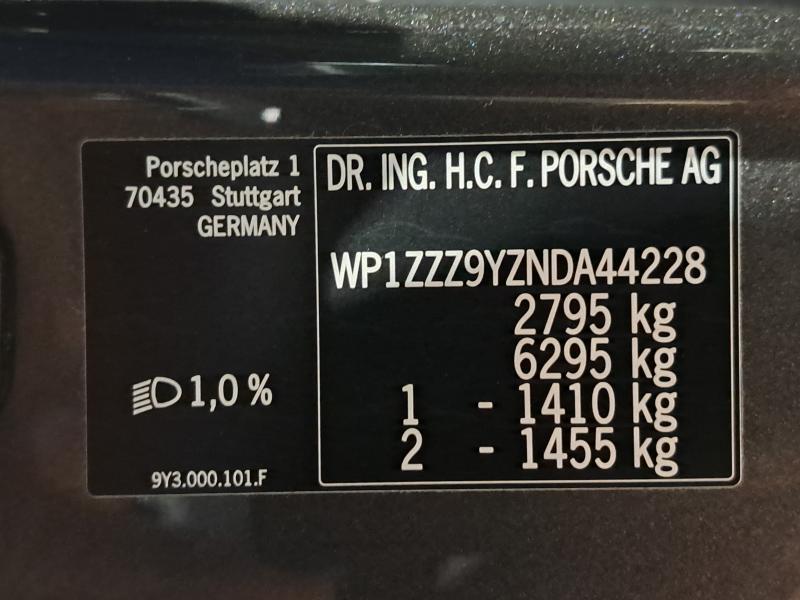 Porscheplatz 1
70435 Stuttgart
GERMANY
1,0 %
9Y3.000.101.F
DR. ING. H.C. F. PORSCHE AG
WP1ZZZ9YZNDA44228
2795 kg
6295 kg
1 - 1410 kg
2 - 1455 kg